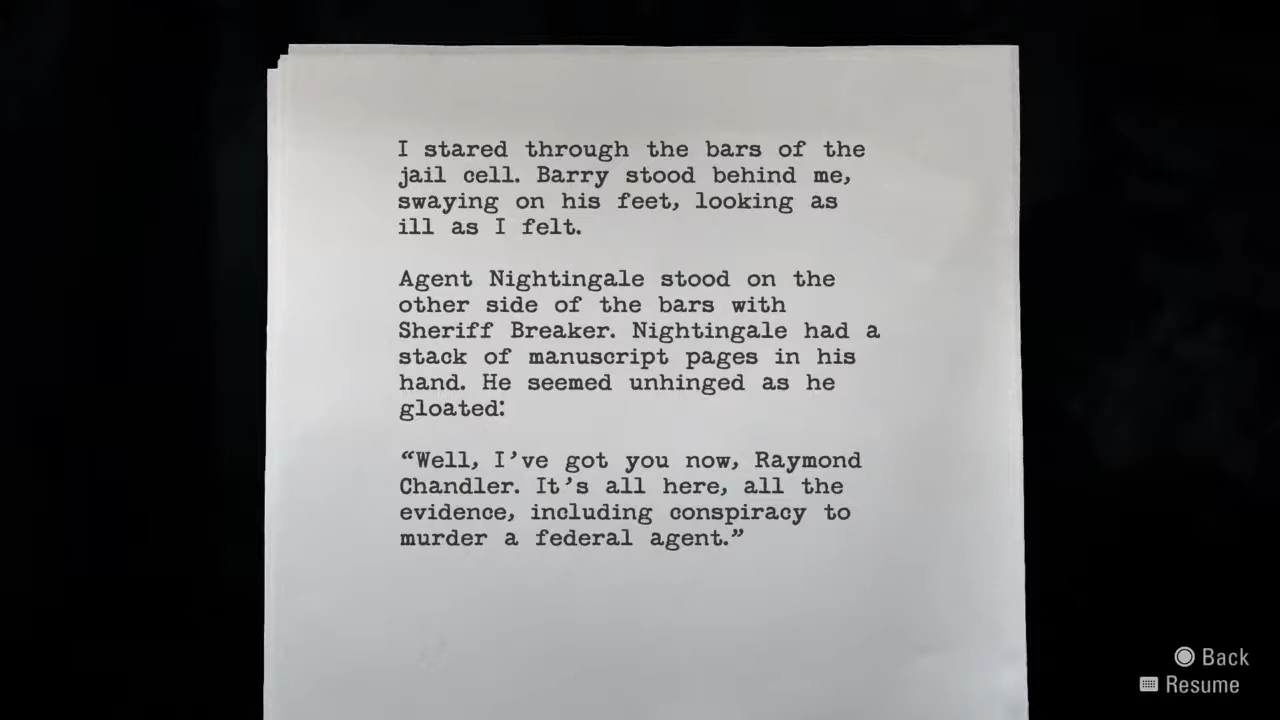 I stared through the bars of the
jail cell. Barry stood behind me,
swaying on his feet, looking as
ill as I felt.
Agent Nightingale stood on the
other side of the bars with
Sheriff Breaker. Nightingale had a
stack of manuscript pages in his
hand. He seemed unhinged as he
gloated:
“Well, I’ve got you now, Raymond
Chandler. It’s all here, all the
evidence, including conspiracy to
murder a federal agent.”
Back
Resume